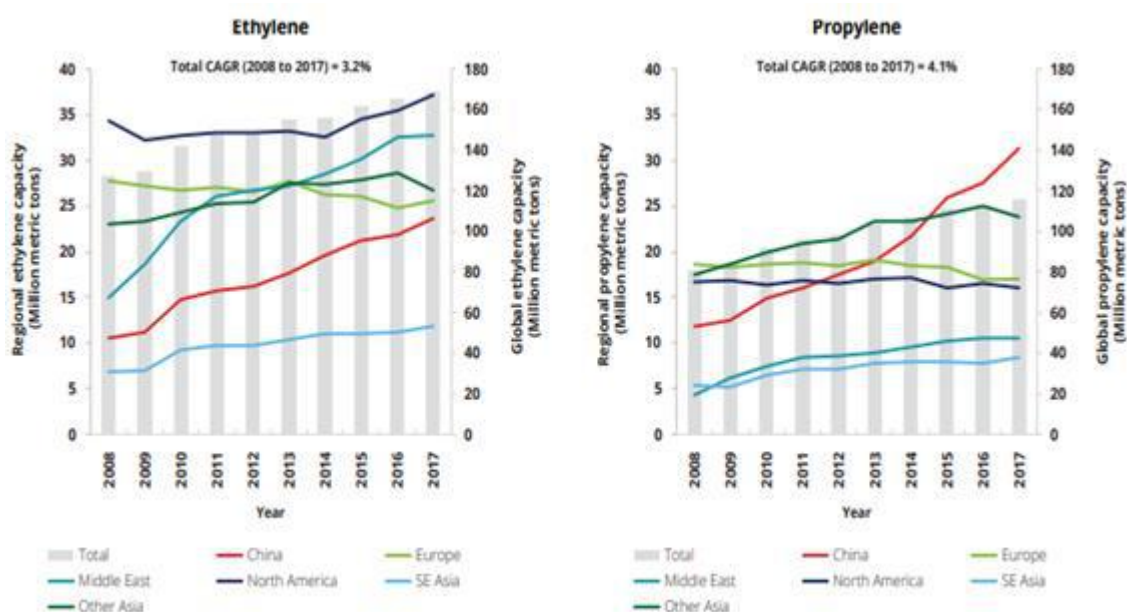 Ethylene
Total CAGR (2008 to 2017) = 3.2%
40
35
30
25
20
15
10
5
0
180
160
140
120
100
80
60
40
20
0
Regional ethylene capacity
(Million metric tons)
Global ethylene capacity
(Million metric tons)
2008
2009
2010
2011
2012
2013
2014
2015
2016
2017
Year
Total
China
Europe
Middle East
North America
SE Asia
Other Asia
Propylene
Total CAGR (2008 to 2017) = 4.1%
40
35
30
25
20
15
10
5
0
180
160
140
120
100
80
60
40
20
0
Regional propylene capacity
(Million metric tons)
Global propylene capacity
(Million metric tons)
2008
2009
2010
2011
2012
2013
2014
2015
2016
2017
Year
Total
China
Europe
Middle East
North America
SE Asia
Other Asia